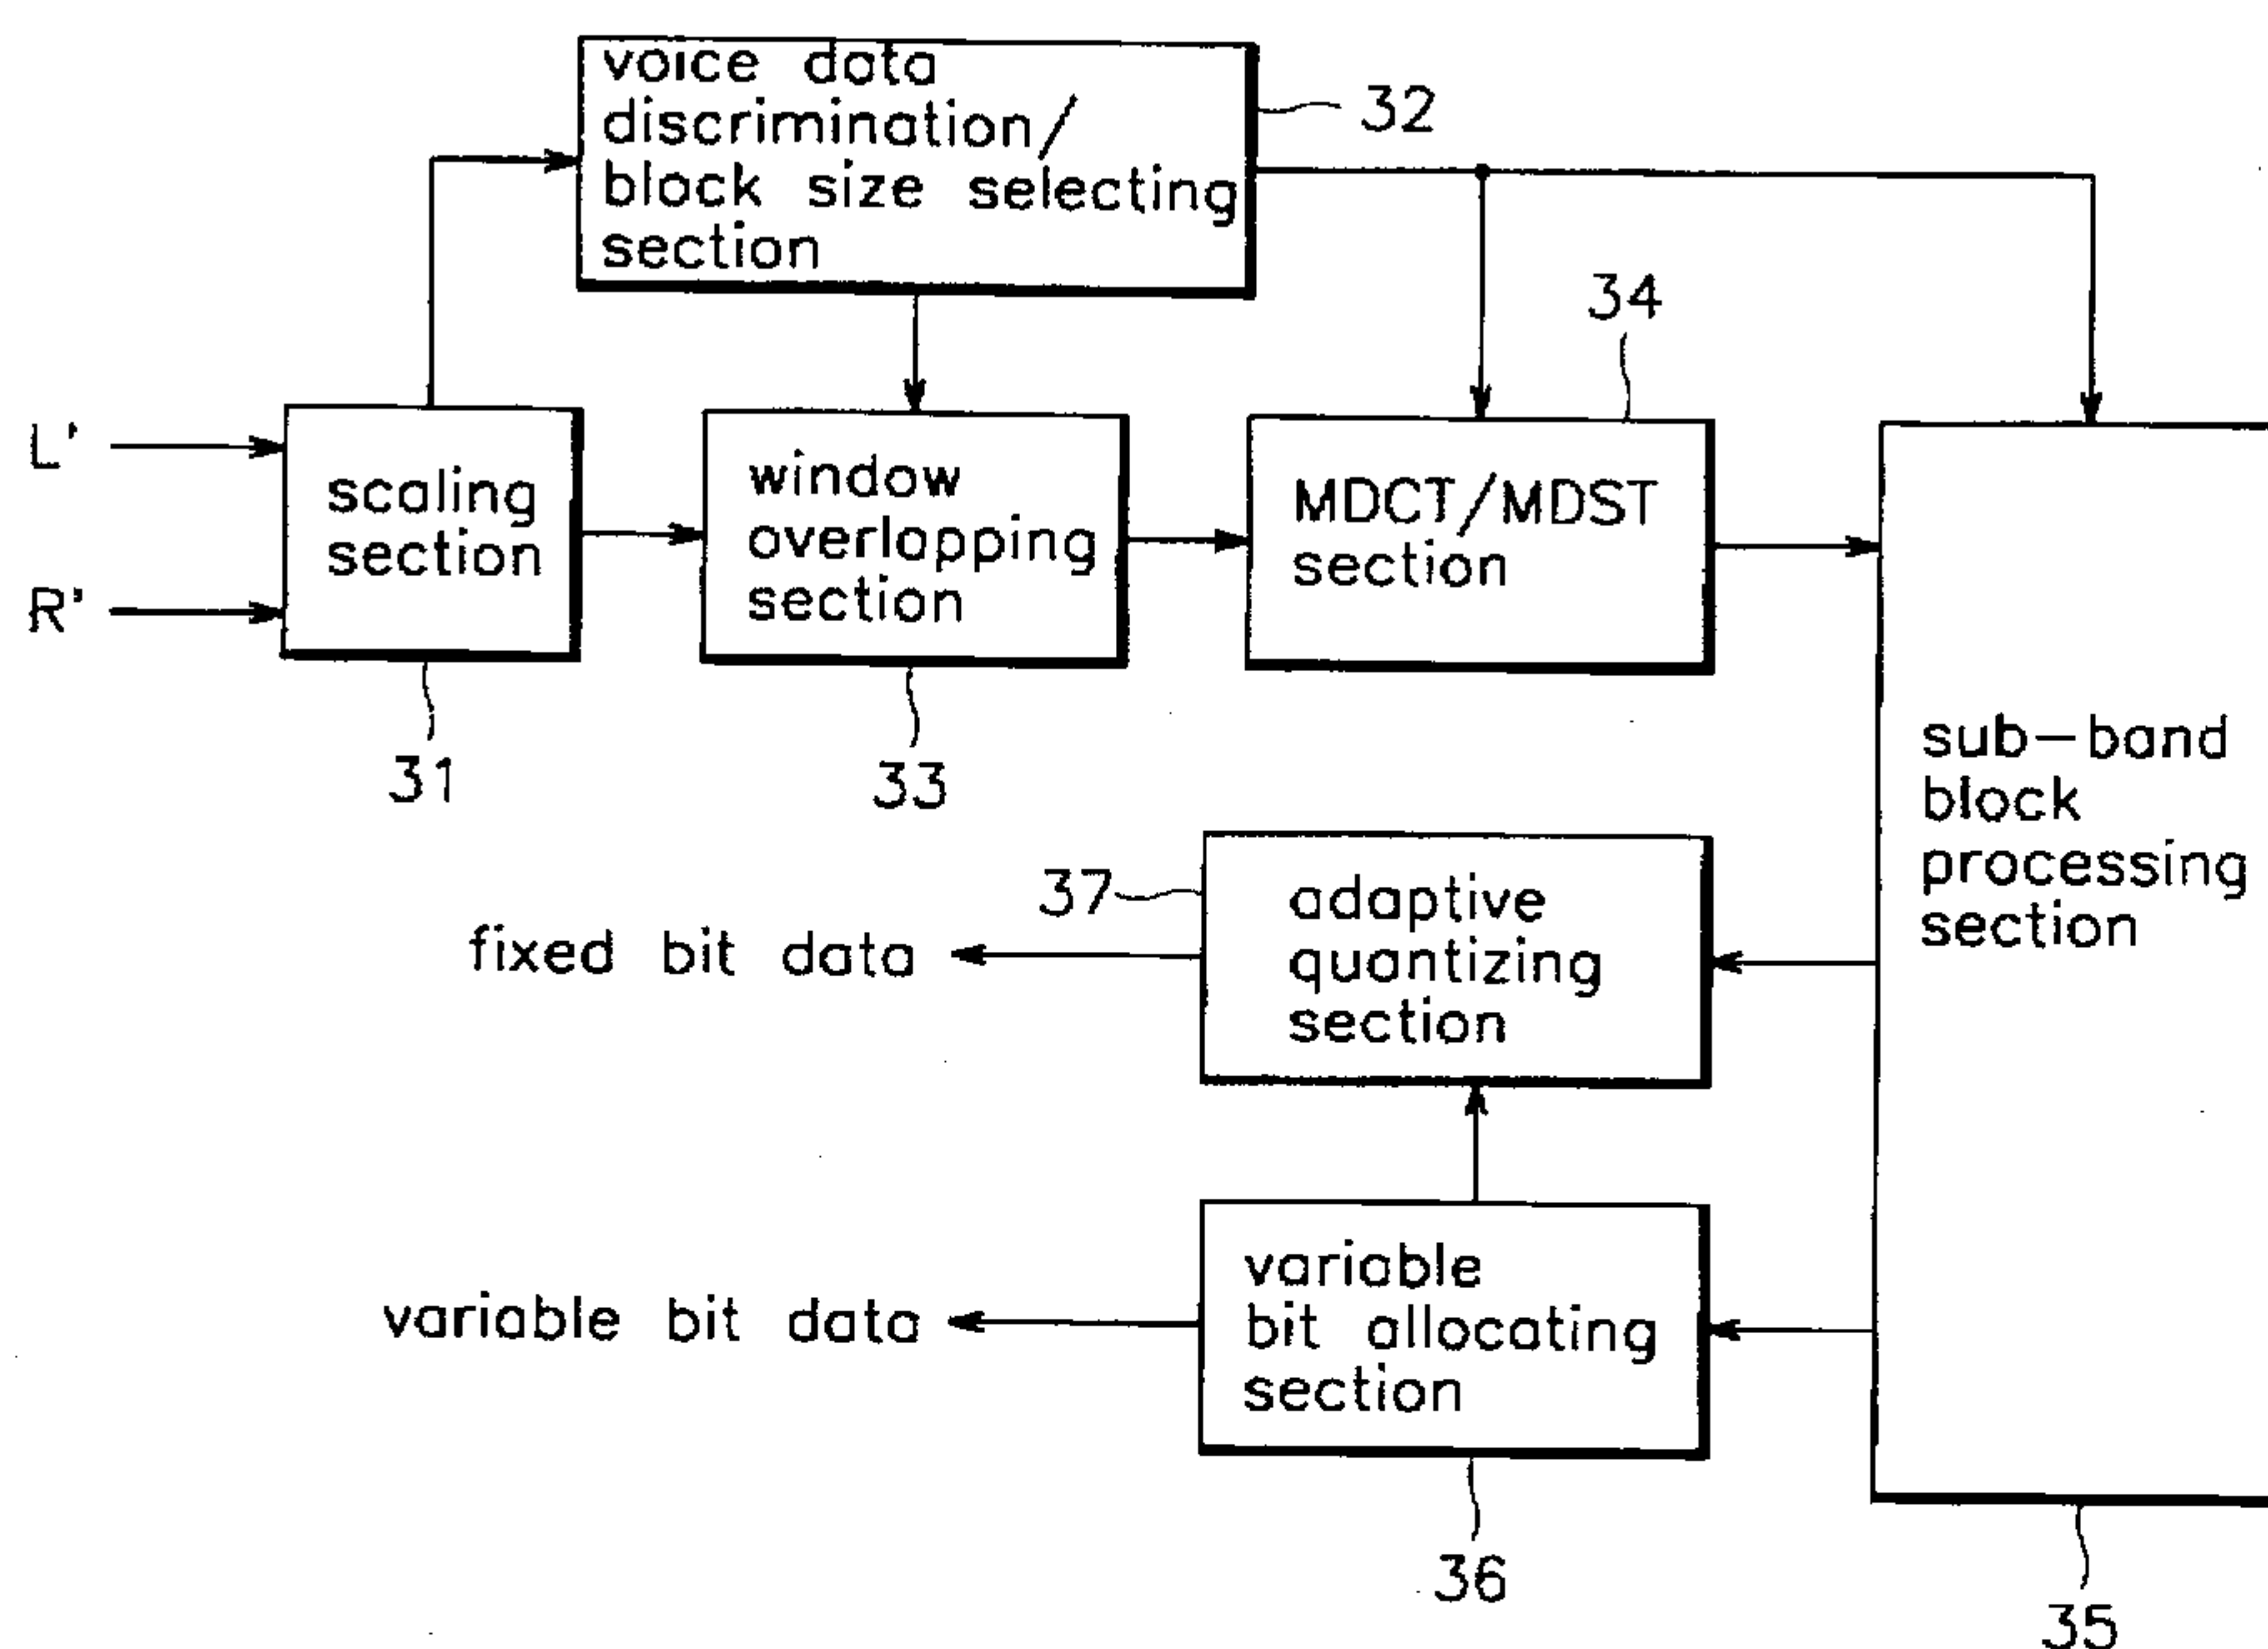 voice data
discrimination/
block size selecting
section
32
34
L'
R'
scaling
section
window
overlapping
section
MDCT/MDST
section
31
33
sub-band
block
processing
section
37
adaptive
quantizing
section
fixed bit data
variable
bit allocating
section
variable bit data
36
35